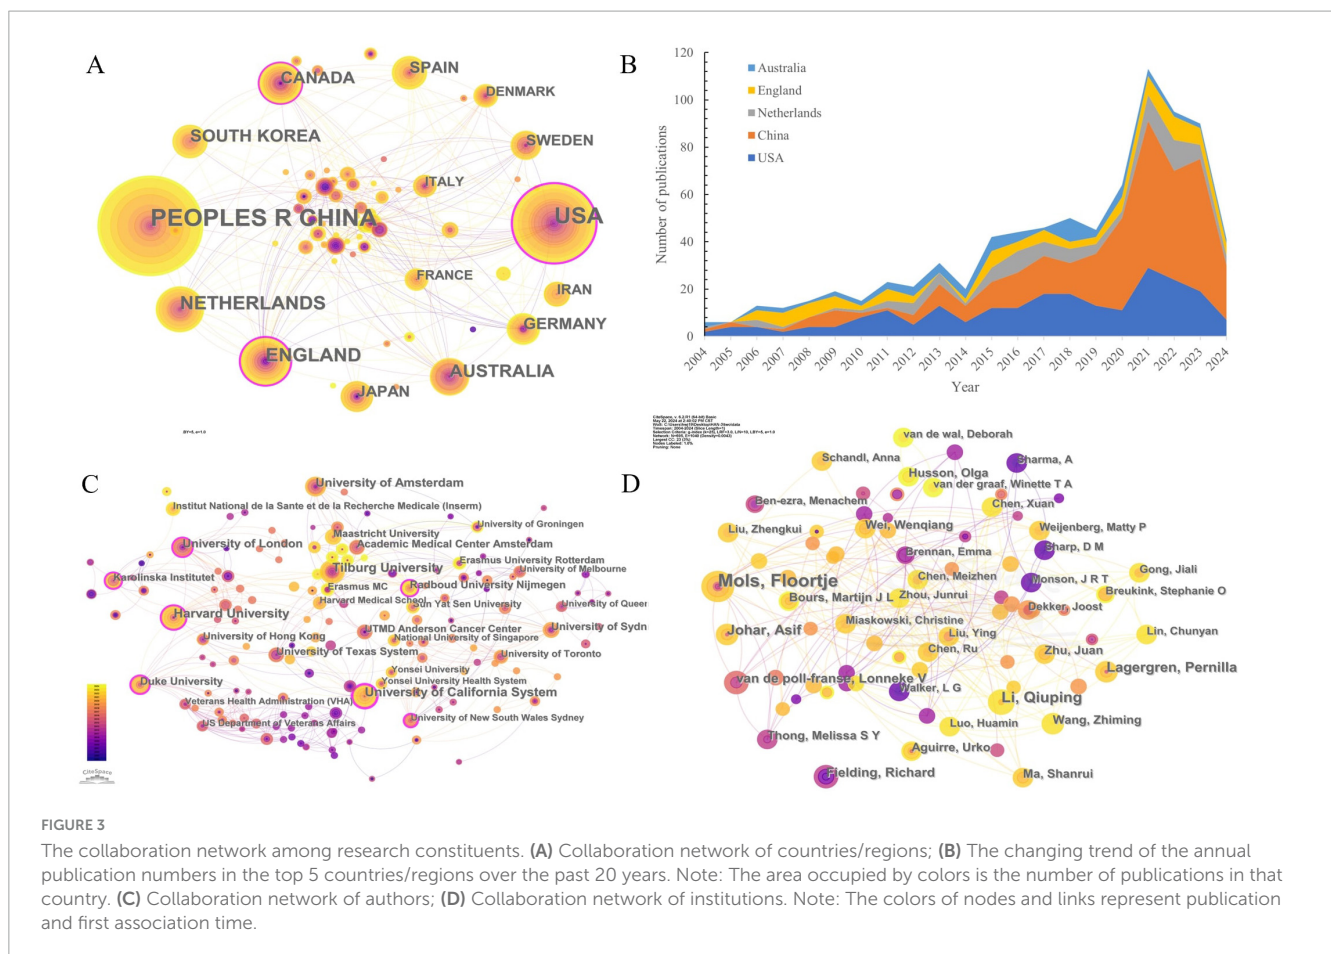 A
CANADA
SPAIN
DENMARK
SOUTH KOREA
SWEDEN
ITALY
PEOPLES R CHINA
USA
FRANCE
IRAN
NETHERLANDS
GERMANY
ENGLAND
AUSTRALIA
JAPAN
B
Number of publications
120
100
80
60
40
20
0
Australia
England
Netherlands
China
USA
2004 2005 2006 2007 2008 2009 2010 2011 2012 2013 2014 2015 2016 2017 2018 2019 2020 2021 2022 2023 2024
Year
C
University of Amsterdam
Institut National de la Sante et de la Recherche Medicale (Inserm)
University of Groningen
Maastricht University
University of London
Academic Medical Center Amsterdam
Erasmus University Rotterdam
Tilburg University
University of Melbourne
Karolinska Institutet
Erasmus MC
Radboud University Nijmegen
Harvard Medical School
Sun Yat Sen University
University of Queen
Harvard University
UTMD Anderson Cancer Center
University of Sydn
University of Hong Kong
National University of Singapore
University of Texas System
University of Toronto
Yonsei University
Duke University
Yonsei University Health System
University of California System
Veterans Health Administration (VHA)
University of New South Wales Sydney
US Department of Veterans Affairs
CiteSpace
D
van de wal, Deborah
Schandl, Anna
Sharma, A
Husson, Olga
van der graaf, Winette T A
Ben-ezra, Menachem
Chen, Xuan
Liu, Zhengkui
Wei, Wenqiang
Weijenberg, Matty P
Brennan, Emma
Sharp, D M
Chen, Meizhen
Gong, Jiali
Mols, Floortje
Monson, J R T
Bours, Martijn J L
Zhou, Junrui
Breukink, Stephanie O
Dekker, Joost
Miaskowski, Christine
Johar, Asif
Liu, Ying
Lin, Chunyan
Chen, Ru
Zhu, Juan
Lagergren, Pernilla
van de poll-franse, Lonneke V
Walker, L G
Li, Qiuping
Luo, Huamin
Wang, Zhiming
Thong, Melissa S Y
Aguirre, Urko
Fielding, Richard
Ma, Shanrui
FIGURE 3
The collaboration network among research constituents. (A) Collaboration network of countries/regions; (B) The changing trend of the annual
publication numbers in the top 5 countries/regions over the past 20 years. Note: The area occupied by colors is the number of publications in that
country. (C) Collaboration network of authors; (D) Collaboration network of institutions. Note: The colors of nodes and links represent publication
and first association time.